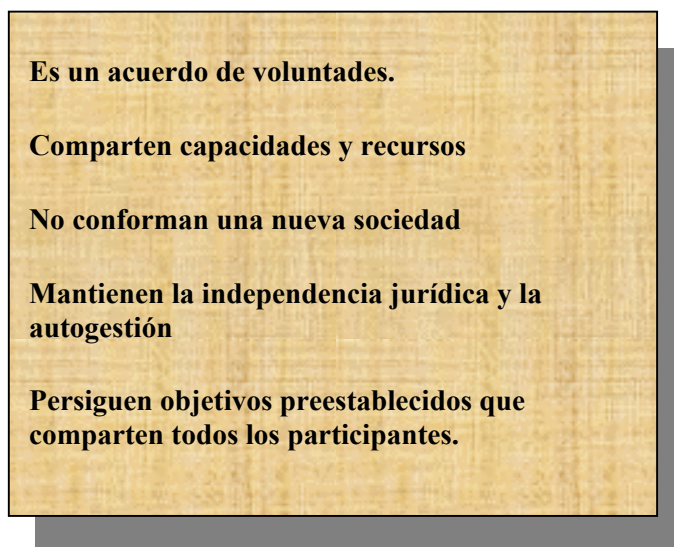 Es un acuerdo de voluntades.
Comparten capacidades y recursos
No conforman una nueva sociedad
Mantienen la independencia jurídica y la
autogestión
Persiguen objetivos preestablecidos que
comparten todos los participantes.